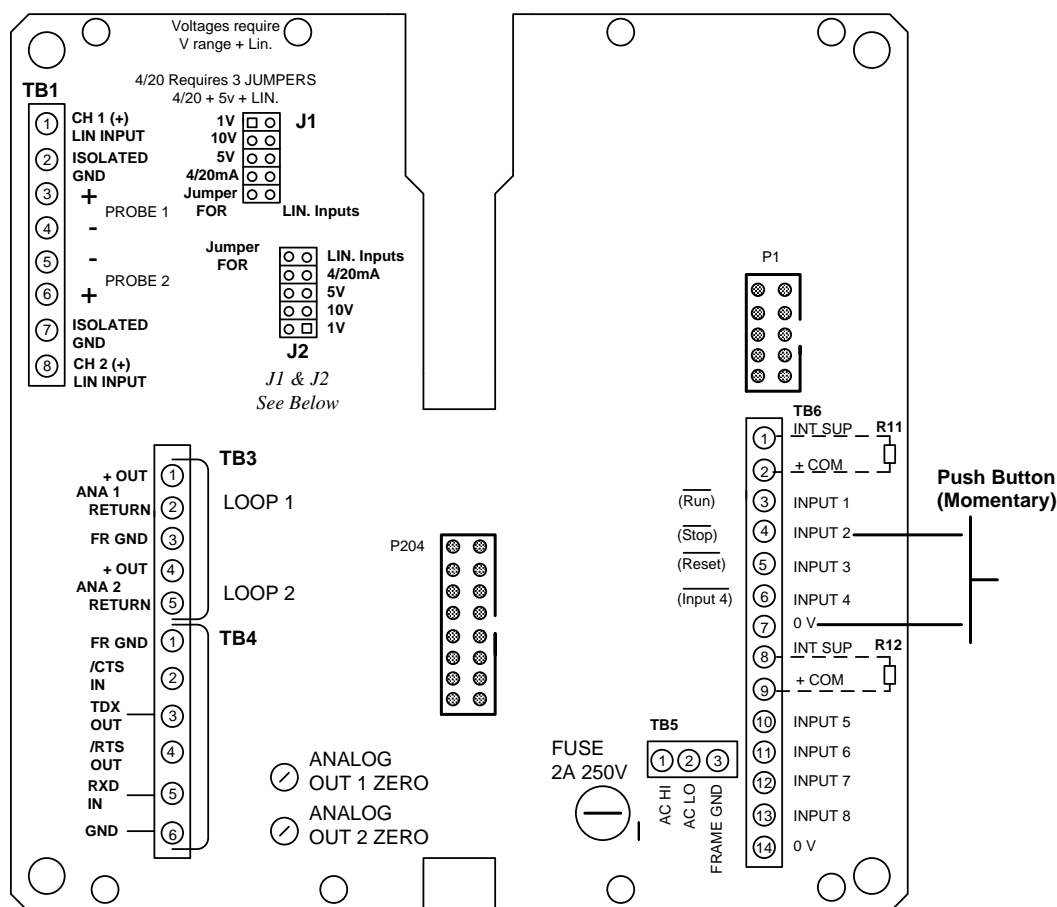 Voltages require
V range + Lin.
4/20 Requires 3 JUMPERS
4/20 + 5v + LIN.
TB1
1 CH 1 (+)
LIN INPUT
2 ISOLATED
GND
3 +
PROBE 1
4 -
5 -
PROBE 2
6 +
7 ISOLATED
GND
8 CH 2 (+)
LIN INPUT
J1
1V
10V
5V
4/20mA
Jumper
FOR
LIN. Inputs
Jumper
FOR
LIN. Inputs
4/20mA
5V
10V
1V
J2
J1 & J2
See Below
P1
TB3
+ OUT 1
ANA 1
RETURN 2
LOOP 1
FR GND 3
+ OUT 4
ANA 2
RETURN 5
LOOP 2
TB4
FR GND 1
/CTS
IN 2
TDX
OUT 3
/RTS
OUT 4
RXD
IN 5
GND 6
P204
ANALOG
OUT 1 ZERO
ANALOG
OUT 2 ZERO
FUSE
2A 250V
TB5
1 2 3
AC HI
AC LO
FRAME GND
TB6
1 INT SUP
R11
2 + COM
(Run) 3 INPUT 1
(Stop) 4 INPUT 2
(Reset) 5 INPUT 3
(Input 4) 6 INPUT 4
7 0 V
8 INT SUP
R12
9 + COM
10 INPUT 5
11 INPUT 6
12 INPUT 7
13 INPUT 8
14 0 V
Push Button
(Momentary)